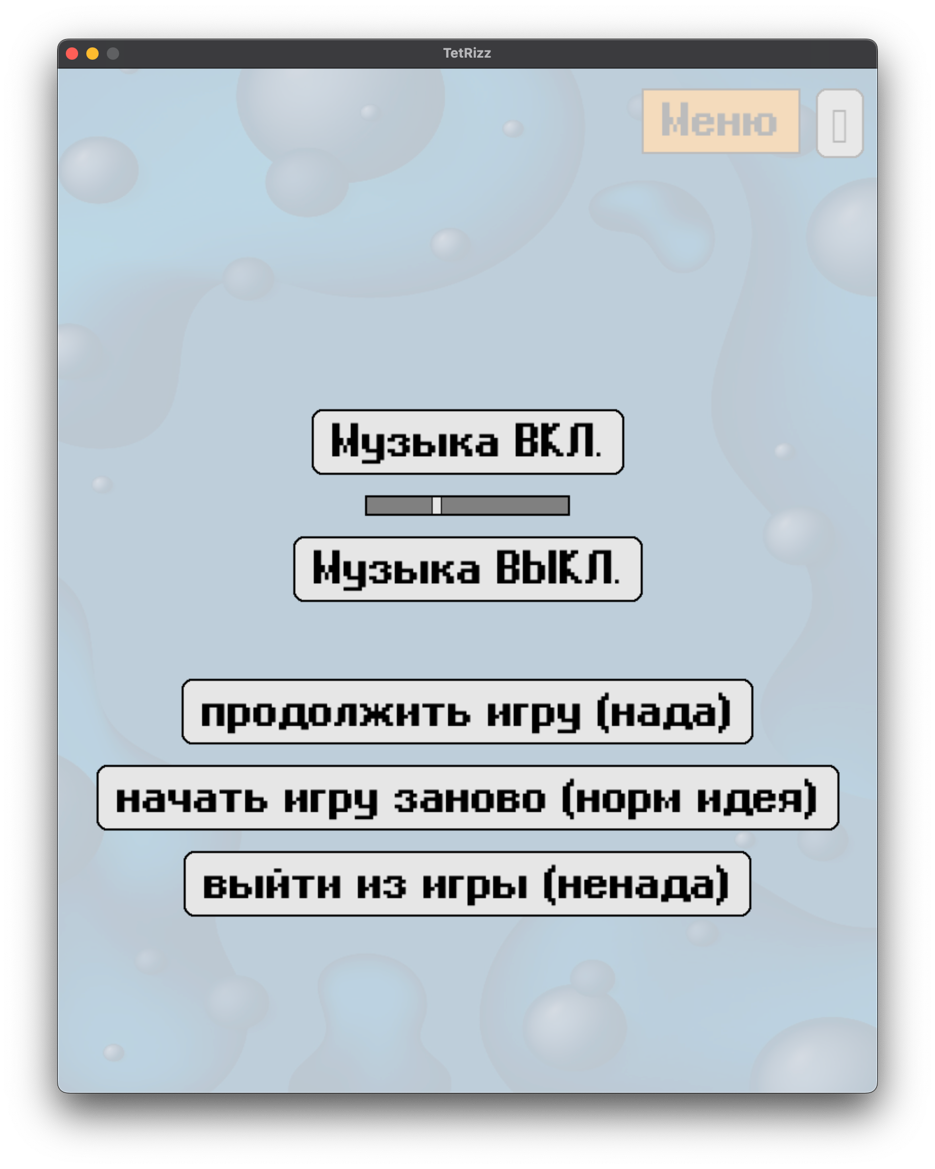 TetRizz
Меню
Музыка ВКЛ.
Музыка ВЫКЛ.
продолжить игру (нада)
начать игру заново (норм идея)
выйти из игры (ненада)